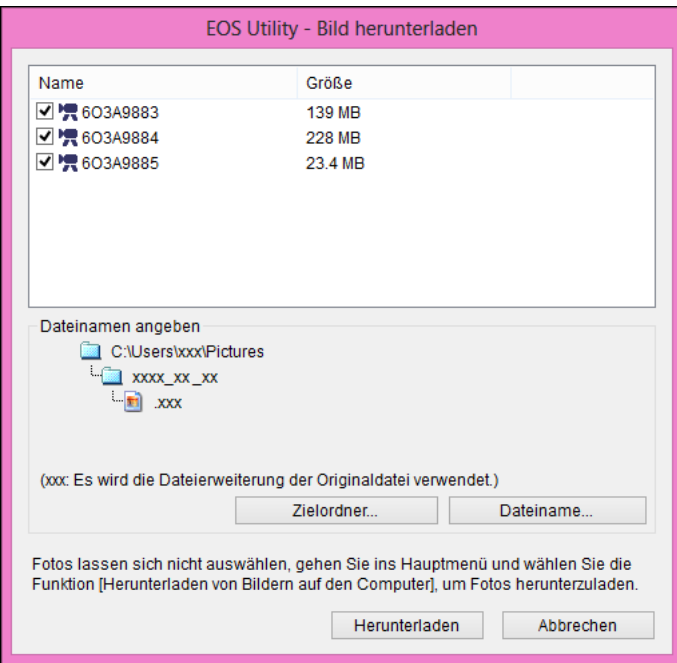 EOS Utility - Bild herunterladen
Name Größe
6O3A9883 139 MB
6O3A9884 228 MB
6O3A9885 23.4 MB
Dateinamen angeben
C:\Users\xxx\Pictures
xxxx_xx_xx
.xxx
(xxx: Es wird die Dateierweiterung der Originaldatei verwendet.)
Zielordner... Dateiname...
Fotos lassen sich nicht auswählen, gehen Sie ins Hauptmenü und wählen Sie die
Funktion [Herunterladen von Bildern auf den Computer], um Fotos herunterzuladen.
Herunterladen Abbrechen